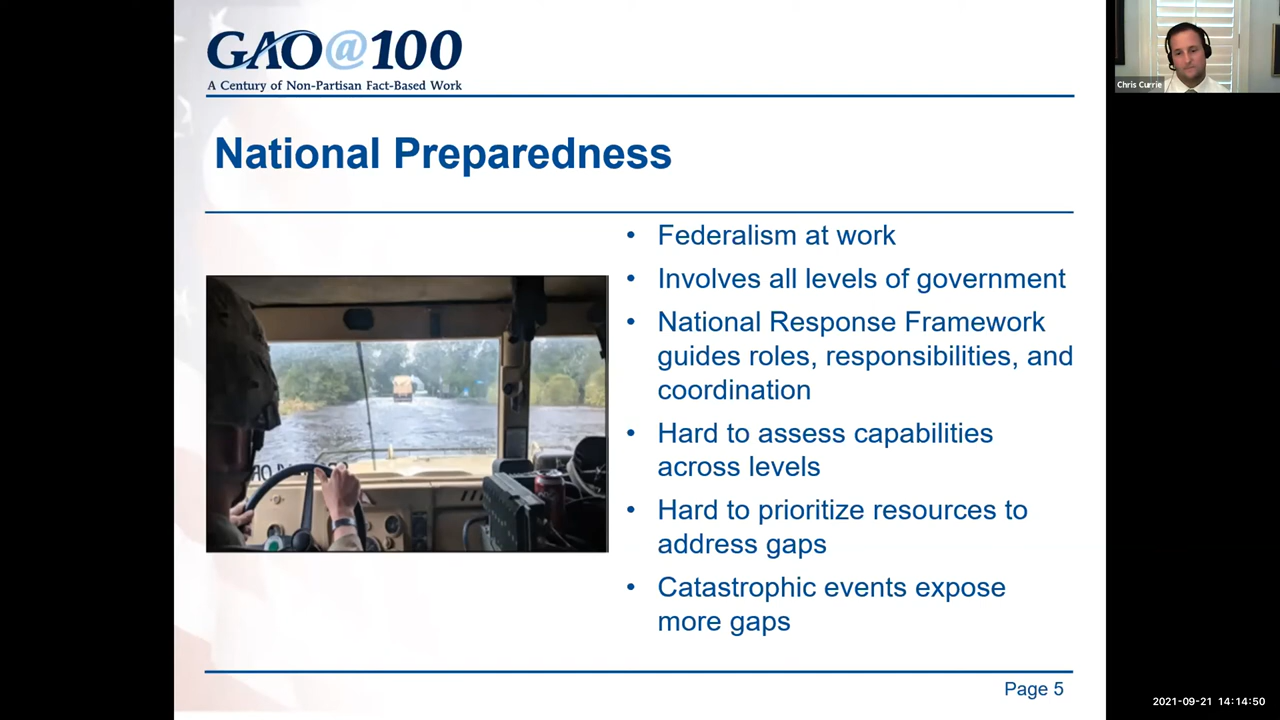 GAO@100
A Century of Non-Partisan Fact-Based Work
Chris Currie
National Preparedness
• Federalism at work
• Involves all levels of government
• National Response Framework
guides roles, responsibilities, and
coordination
• Hard to assess capabilities
across levels
• Hard to prioritize resources to
address gaps
• Catastrophic events expose
more gaps
Page 5
2021-09-21 14:14:50